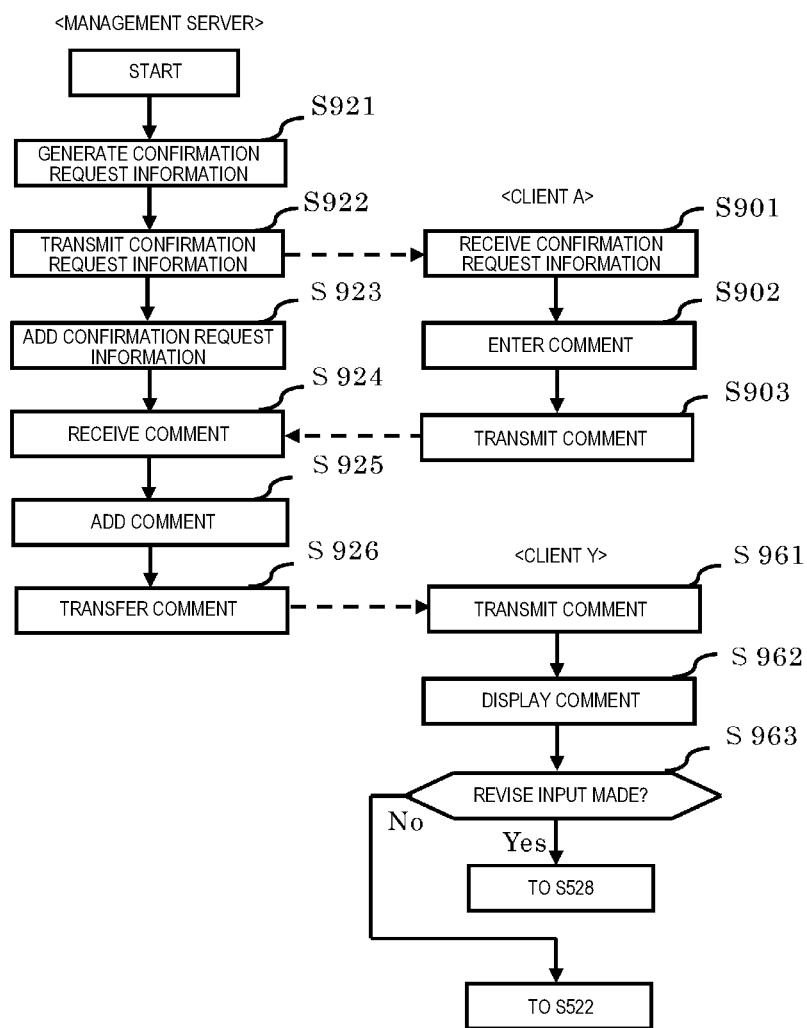 <MANAGEMENT SERVER>
START
S921
GENERATE CONFIRMATION
REQUEST INFORMATION
S922
TRANSMIT CONFIRMATION
REQUEST INFORMATION
S 923
ADD CONFIRMATION REQUEST
INFORMATION
S 924
RECEIVE COMMENT
S 925
ADD COMMENT
S 926
TRANSFER COMMENT
<CLIENT A>
S901
RECEIVE CONFIRMATION
REQUEST INFORMATION
S902
ENTER COMMENT
S903
TRANSMIT COMMENT
<CLIENT Y>
S 961
TRANSMIT COMMENT
S 962
DISPLAY COMMENT
S 963
REVISE INPUT MADE?
No
Yes
TO S528
TO S522